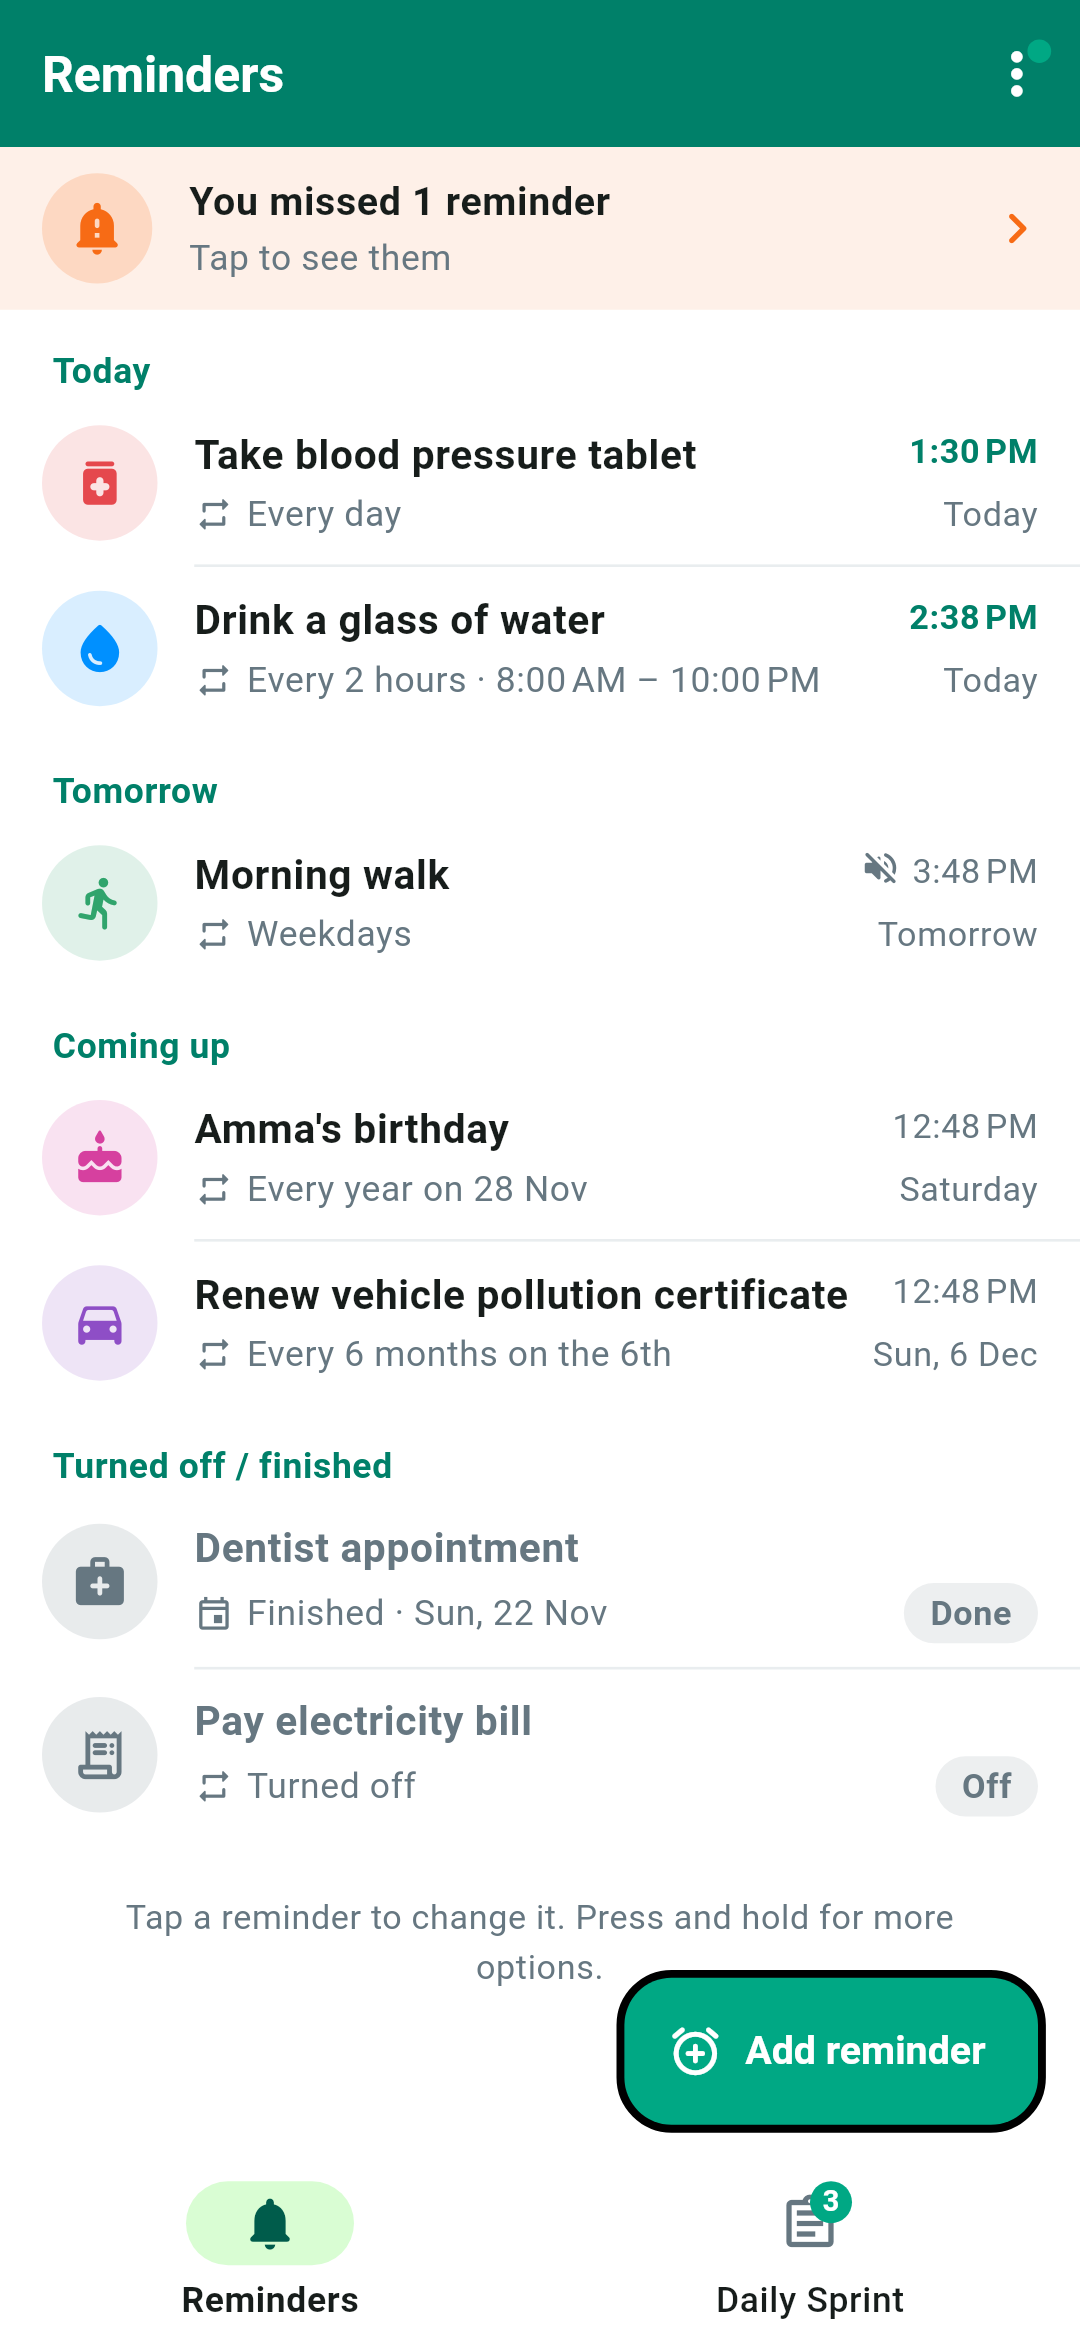 Reminders
You missed 1 reminder
Tap to see them
Today
Take blood pressure tablet 1:30 PM
Every day Today
Drink a glass of water 2:38 PM
Every 2 hours · 8:00 AM – 10:00 PM Today
Tomorrow
Morning walk 3:48 PM
Weekdays Tomorrow
Coming up
Amma's birthday 12:48 PM
Every year on 28 Nov Saturday
Renew vehicle pollution certificate 12:48 PM
Every 6 months on the 6th Sun, 6 Dec
Turned off / finished
Dentist appointment
Finished · Sun, 22 Nov Done
Pay electricity bill
Turned off Off
Tap a reminder to change it. Press and hold for more
options.
Add reminder
3
Reminders Daily Sprint